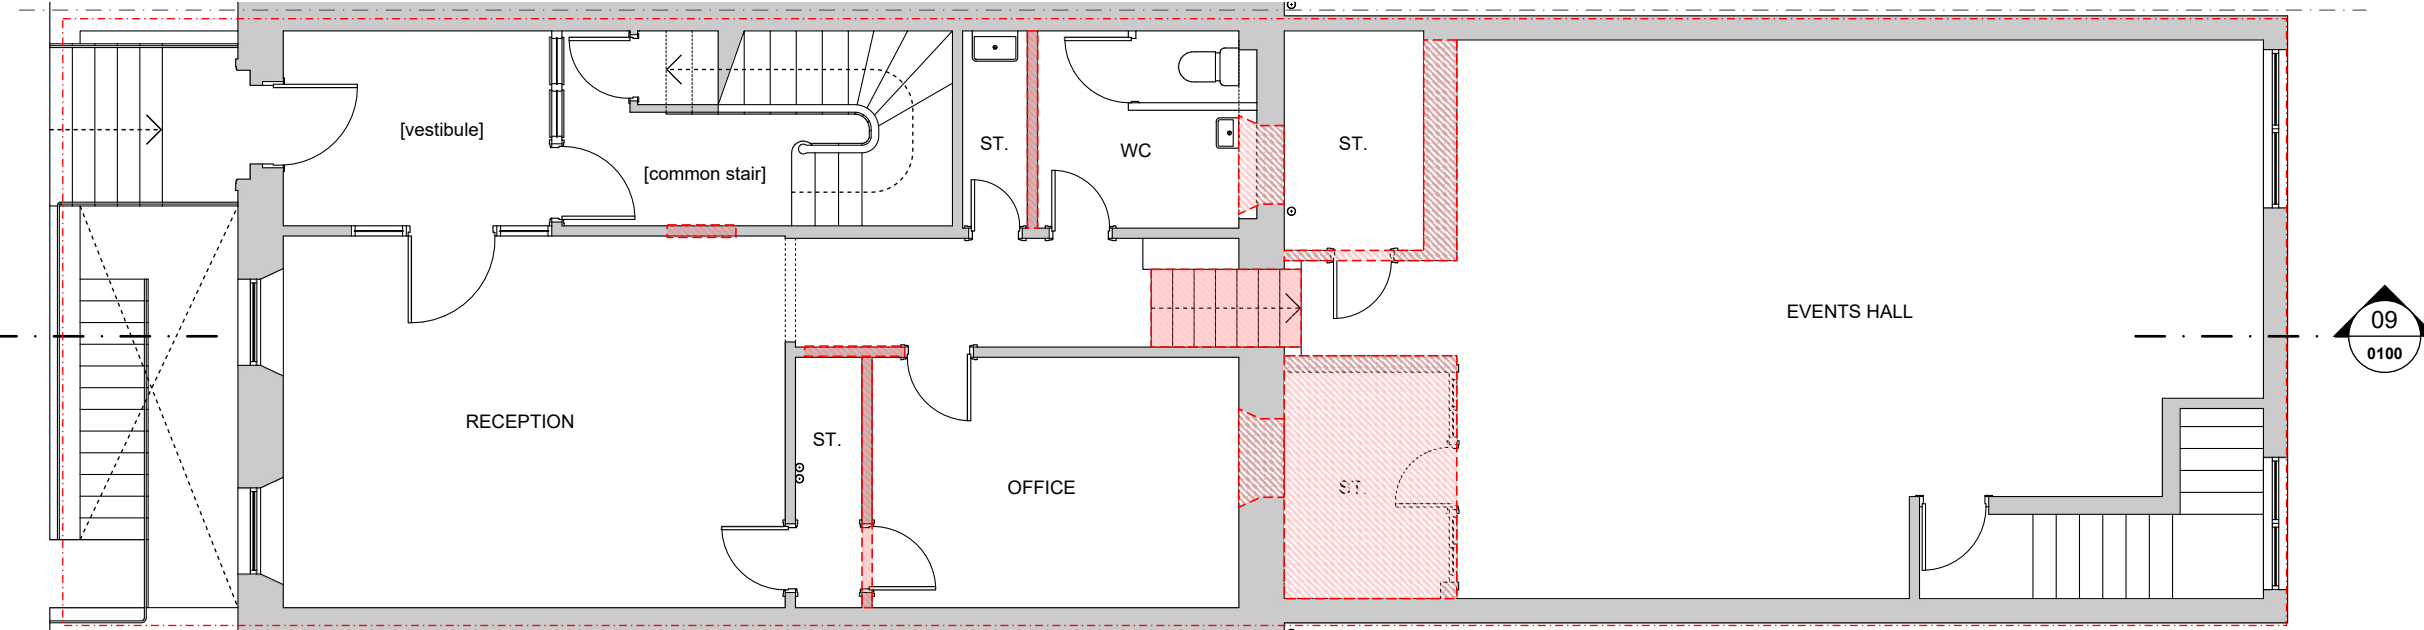 [vestibule]
[common stair]
ST.
WC
ST.
EVENTS HALL
09
0100
RECEPTION
ST.
OFFICE
ST.